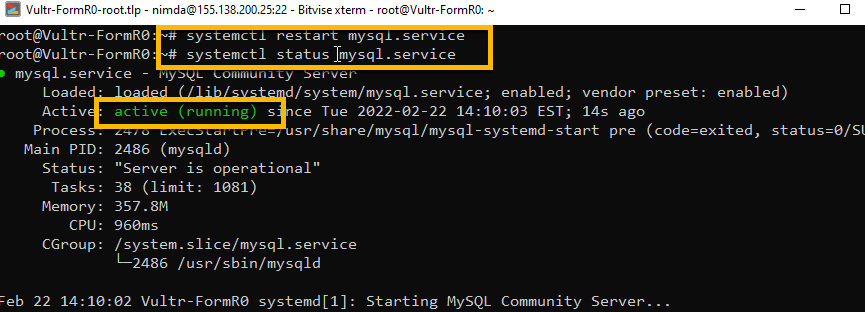 Vultr-FormR0-root.tlp - nimda@155.138.200.25:22 - Bitvise xterm - root@Vultr-FormR0: ~
root@Vultr-FormR0:~# systemctl restart mysql.service
root@Vultr-FormR0:~# systemctl status mysql.service
● mysql.service - MySQL Community Server
Loaded: loaded (/lib/systemd/system/mysql.service; enabled; vendor preset: enabled)
Active: active (running) since Tue 2022-02-22 14:10:03 EST; 14s ago
Process: 2478 ExecStartPre=/usr/share/mysql/mysql-systemd-start pre (code=exited, status=0/SU
Main PID: 2486 (mysqld)
Status: "Server is operational"
Tasks: 38 (limit: 1081)
Memory: 357.8M
CPU: 960ms
CGroup: /system.slice/mysql.service
└─2486 /usr/sbin/mysqld
Feb 22 14:10:02 Vultr-FormR0 systemd[1]: Starting MySQL Community Server...